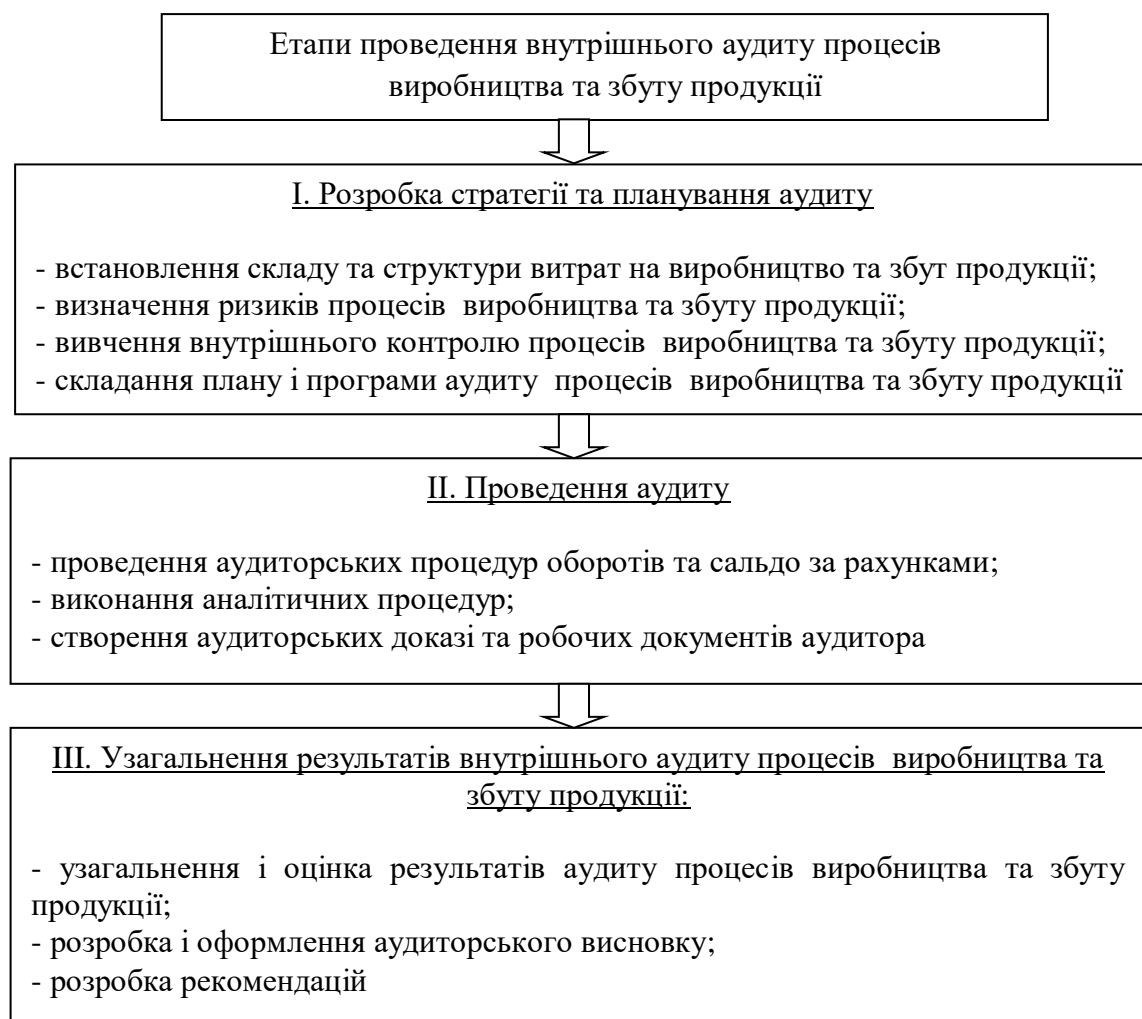 Етапи проведення внутрішнього аудиту процесів
виробництва та збуту продукції
І. Розробка стратегії та планування аудиту
- встановлення складу та структури витрат на виробництво та збут продукції;
- визначення ризиків процесів виробництва та збуту продукції;
- вивчення внутрішнього контролю процесів виробництва та збуту продукції;
- складання плану і програми аудиту процесів виробництва та збуту продукції
ІІ. Проведення аудиту
- проведення аудиторських процедур оборотів та сальдо за рахунками;
- виконання аналітичних процедур;
- створення аудиторських доказі та робочих документів аудитора
ІІІ. Узагальнення результатів внутрішнього аудиту процесів виробництва та
збуту продукції:
- узагальнення і оцінка результатів аудиту процесів виробництва та збуту
продукції;
- розробка і оформлення аудиторського висновку;
- розробка рекомендацій